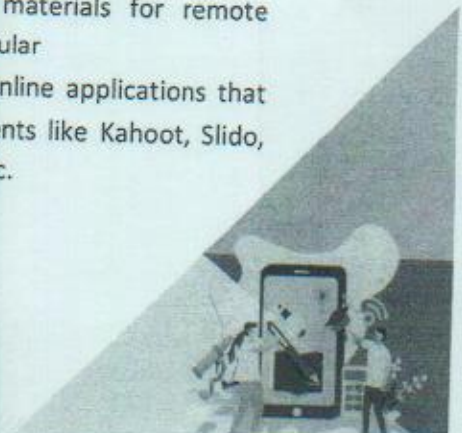 materials for remote
ular
nline applications that
nts like Kahoot, Slido,
c.